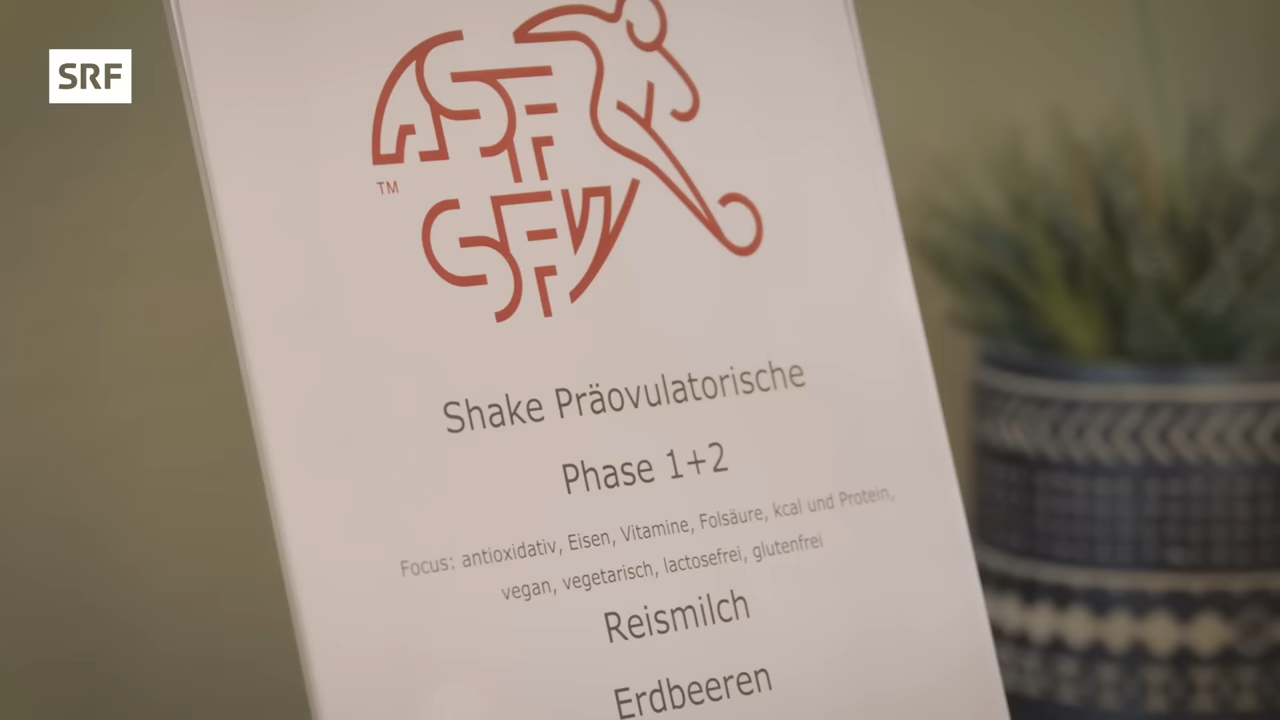 SRF
ASF
TM
SFV
Shake Präovulatorische
Phase 1+2
Focus: antioxidativ, Eisen, Vitamine, Folsäure, kcal und Protein,
vegan, vegetarisch, lactosefrei, glutenfrei
Reismilch
Erdbeeren